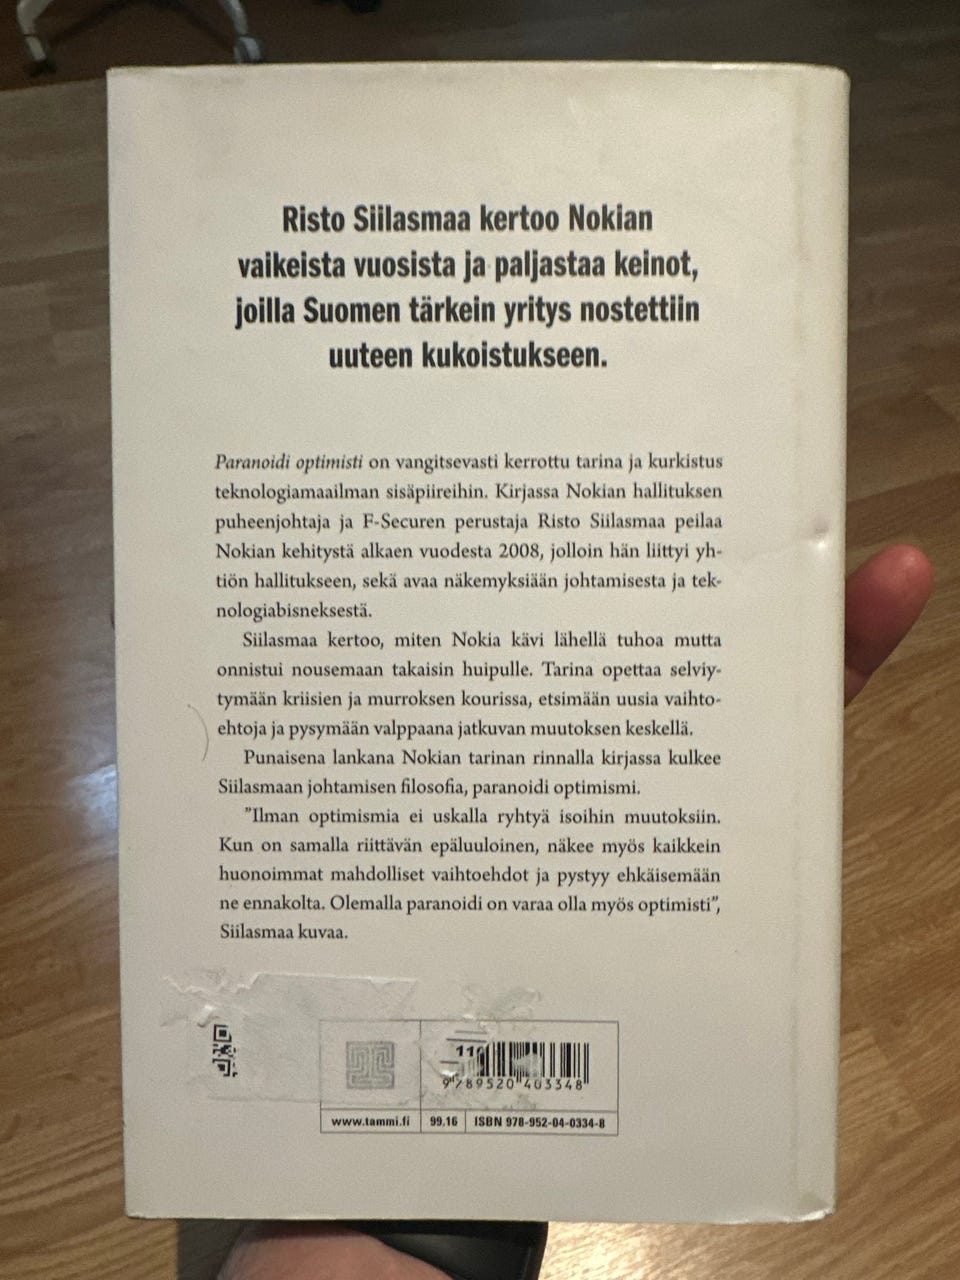 Risto Siilasmaa kertoo Nokian
vaikeista vuosista ja paljastaa keinot,
joilla Suomen tärkein yritys nostettiin
uuteen kukoistukseen.
Paranoidi optimisti on vangitsevasti kerrottu tarina ja kurkistus
teknologiamaailman sisäpiireihin. Kirjassa Nokian hallituksen
puheenjohtaja ja F-Securen perustaja Risto Siilasmaa peilaa
Nokian kehitystä alkaen vuodesta 2008, jolloin hän liittyi yh-
tiön hallitukseen, sekä avaa näkemyksiään johtamisesta ja tek-
nologiabisneksestä.
Siilasmaa kertoo, miten Nokia kävi lähellä tuhoa mutta
onnistui nousemaan takaisin huipulle. Tarina opettaa selviy-
tymään kriisien ja murroksen kourissa, etsimään uusia vaihto-
ehtoja ja pysymään valppaana jatkuvan muutoksen keskellä.
Punaisena lankana Nokian tarinan rinnalla kirjassa kulkee
Siilasmaan johtamisen filosofia, paranoidi optimismi.
”Ilman optimismia ei uskalla ryhtyä isoihin muutoksiin.
Kun on samalla riittävän epäluuloinen, näkee myös kaikkein
huonoimmat mahdolliset vaihtoehdot ja pystyy ehkäisemään
ne ennakolta. Olemalla paranoidi on varaa olla myös optimisti”,
Siilasmaa kuvaa.
9 789520 403348
www.tammi.fi 99.16 ISBN 978-952-04-0334-8